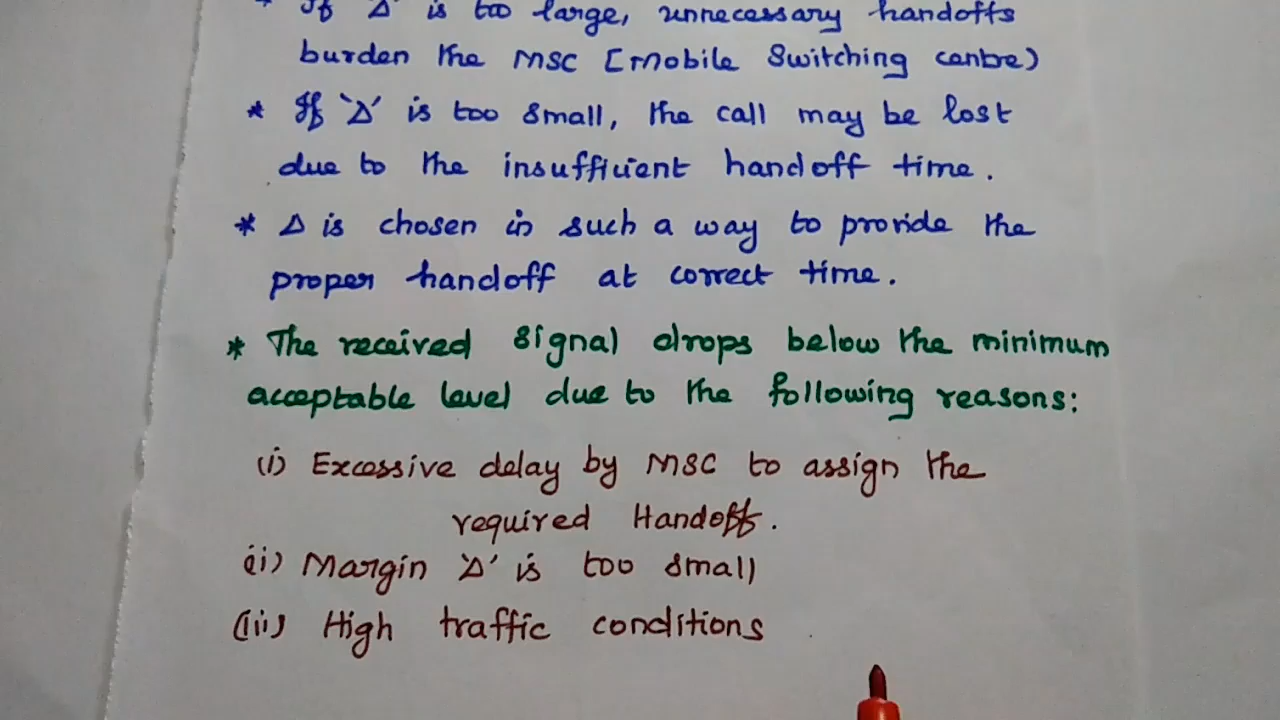 * If 'Δ' is too large, unnecessary handoffs
burden the MSC [Mobile Switching centre)
* If 'Δ' is too small, the call may be lost
due to the insufficient handoff time.
* Δ is chosen in such a way to provide the
proper handoff at correct time.
* The received signal drops below the minimum
acceptable level due to the following reasons:
(i) Excessive delay by MSC to assign the
required Handoff.
(ii) Margin 'Δ' is too small
(iii) High traffic conditions